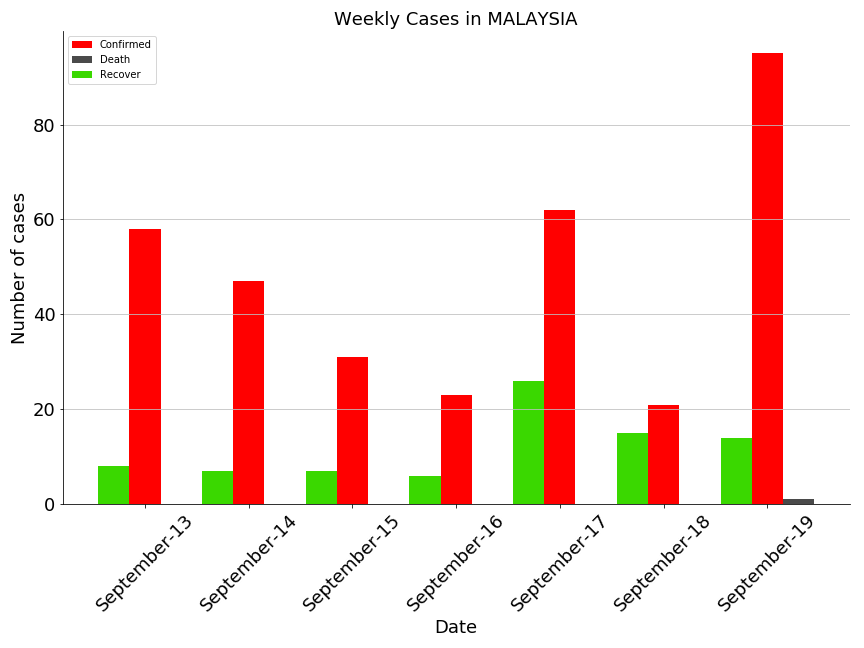 Weekly Cases in MALAYSIA
Confirmed
Death
Recover
Number of cases
80
60
40
20
0
September-13
September-14
September-15
September-16
September-17
September-18
September-19
Date